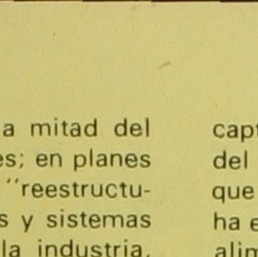 a mitad del
es; en planes
"reestructu-
s y sistemas
la industria,
capt
del
que
ha e
alim